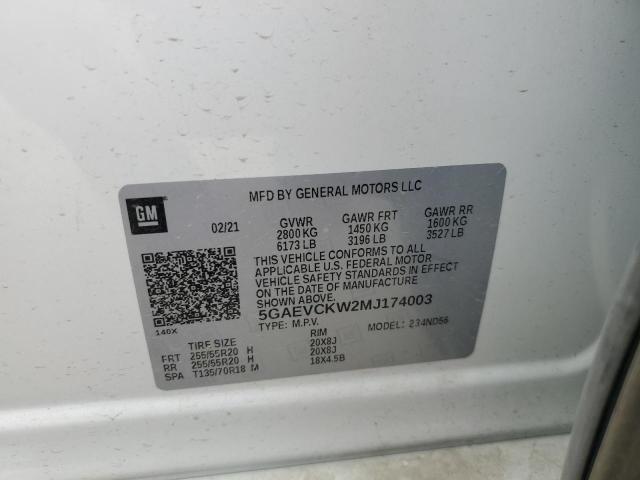 MFD BY GENERAL MOTORS LLC
GM
02/21 GVWR GAWR FRT GAWR RR
2800 KG 1450 KG 1600 KG
6173 LB 3196 LB 3527 LB
THIS VEHICLE CONFORMS TO ALL
APPLICABLE U.S. FEDERAL MOTOR
VEHICLE SAFETY STANDARDS IN EFFECT
ON THE DATE OF MANUFACTURE
SHOWN ABOVE.
5GAEVCKW2MJ174003
TYPE: M.P.V. MODEL: 234ND56
140X
TIRE SIZE RIM
FRT 255/55R20 H 20X8J
RR 255/55R20 H 20X8J
SPA T135/70R18 M 18X4.5B